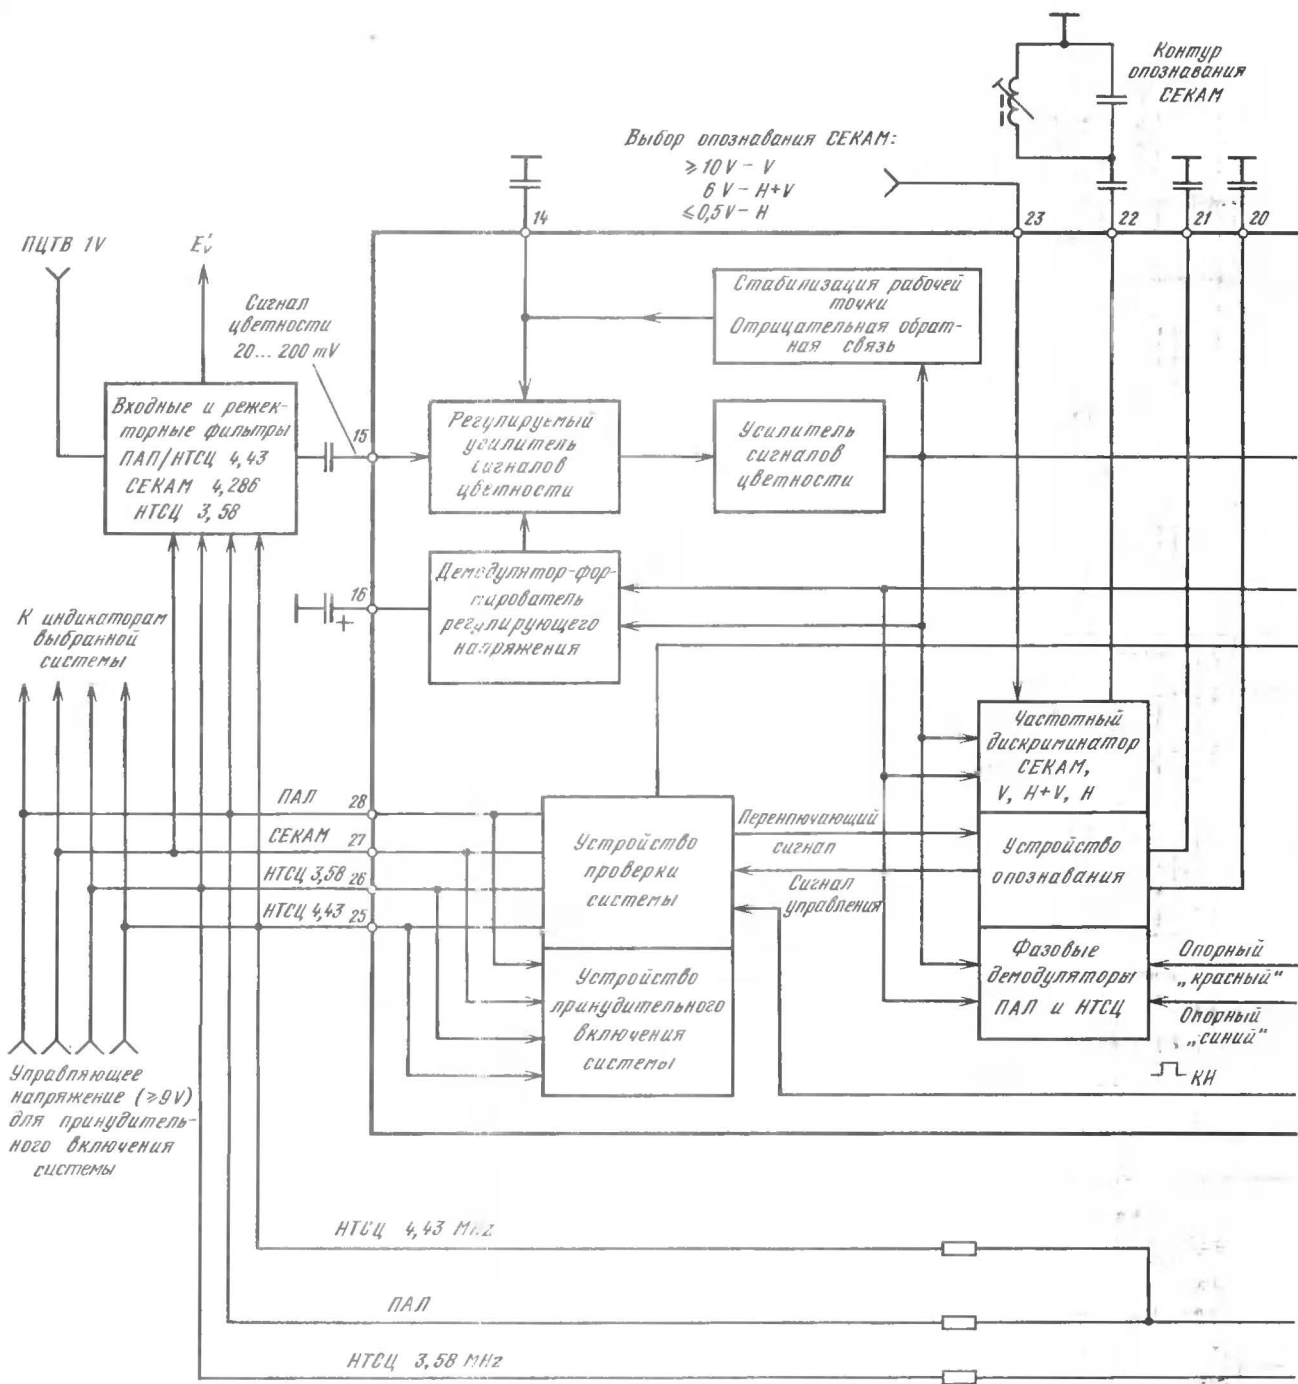 Контур
опознавания
СЕКАМ
Выбор опознавания СЕКАМ:
≥10V – V
6V – H+V
≤0,5V – H
14
23
22
21
20
ПЦТВ 1V
E'v
Сигнал
цветности
20... 200 mV
Стабилизация рабочей
точки
Отрицательная обрат-
ная связь
Входные и режек-
торные фильтры
ПАП/НТСЦ 4,43
СЕКАМ 4,286
НТСЦ 3,58
15
Регулируемый
усилитель
сигналов
цветности
Усилитель
сигналов
цветности
16
+
Демодулятор-фор-
мирователь
регулирующего
напряжения
К индикаторам
выбранной
системы
Частотный
дискриминатор
СЕКАМ,
V, H+V, H
ПАЛ 28
СЕКАМ 27
НТСЦ 3,58 26
НТСЦ 4,43 25
Устройство
проверки
системы
Переключающий
сигнал
Сигнал
управления
Устройство
опознавания
Устройство
принудительного
включения
системы
Фазовые
демодуляторы
ПАЛ и НТСЦ
Опорный
„красный“
Опорный
„синий“
КИ
Управляющее
напряжение (≥9V)
для принудитель-
ного включения
системы
НТСЦ 4,43 MHz
ПАЛ
НТСЦ 3,58 MHz